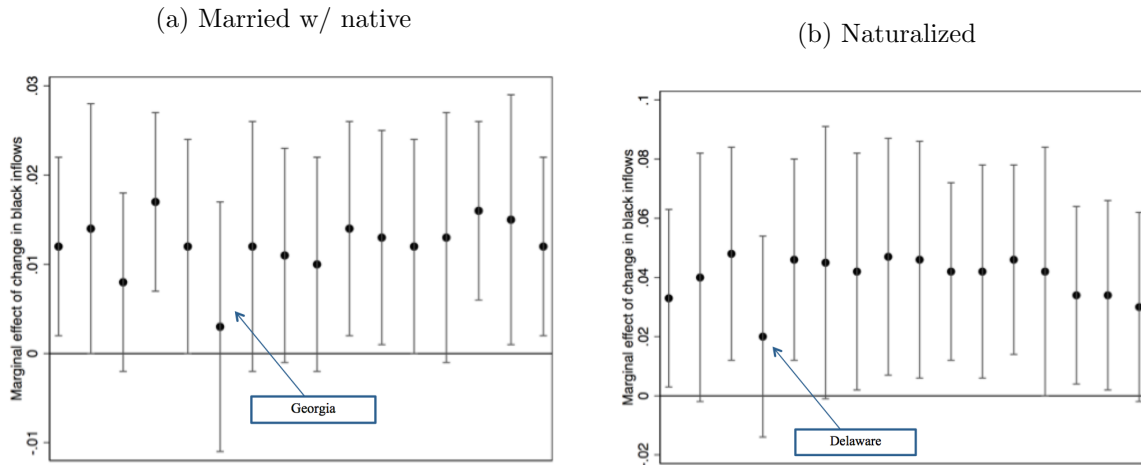 (a) Married w/ native
(b) Naturalized
Marginal effect of change in black inflows
.03
.02
.01
0
-.01
Georgia
Marginal effect of change in black inflows
.1
.08
.06
.04
.02
0
-.02
Delaware